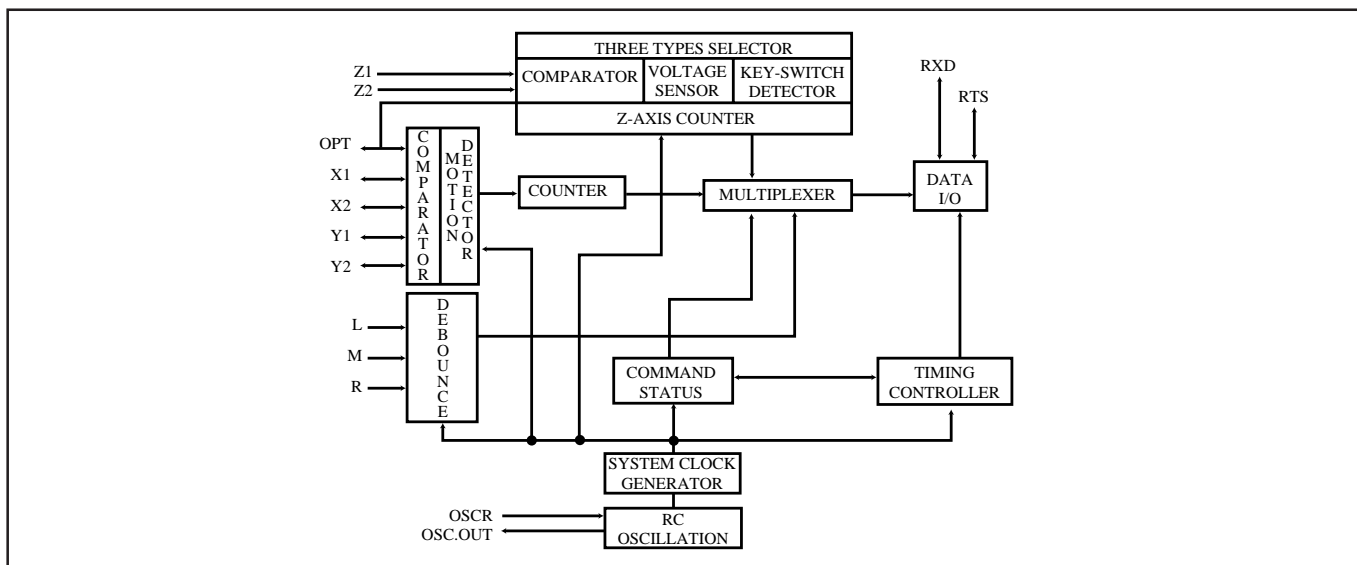 THREE TYPES SELECTOR
Z1
Z2
COMPARATOR
VOLTAGE
SENSOR
KEY-SWITCH
DETECTOR
Z-AXIS COUNTER
RXD
RTS
OPT
X1
X2
Y1
Y2
COMPARATOR
MOTION
DETECTOR
COUNTER
MULTIPLEXER
DATA
I/O
L
M
R
DEBOUNCE
COMMAND
STATUS
TIMING
CONTROLLER
SYSTEM CLOCK
GENERATOR
OSCR
OSC.OUT
RC
OSCILLATION